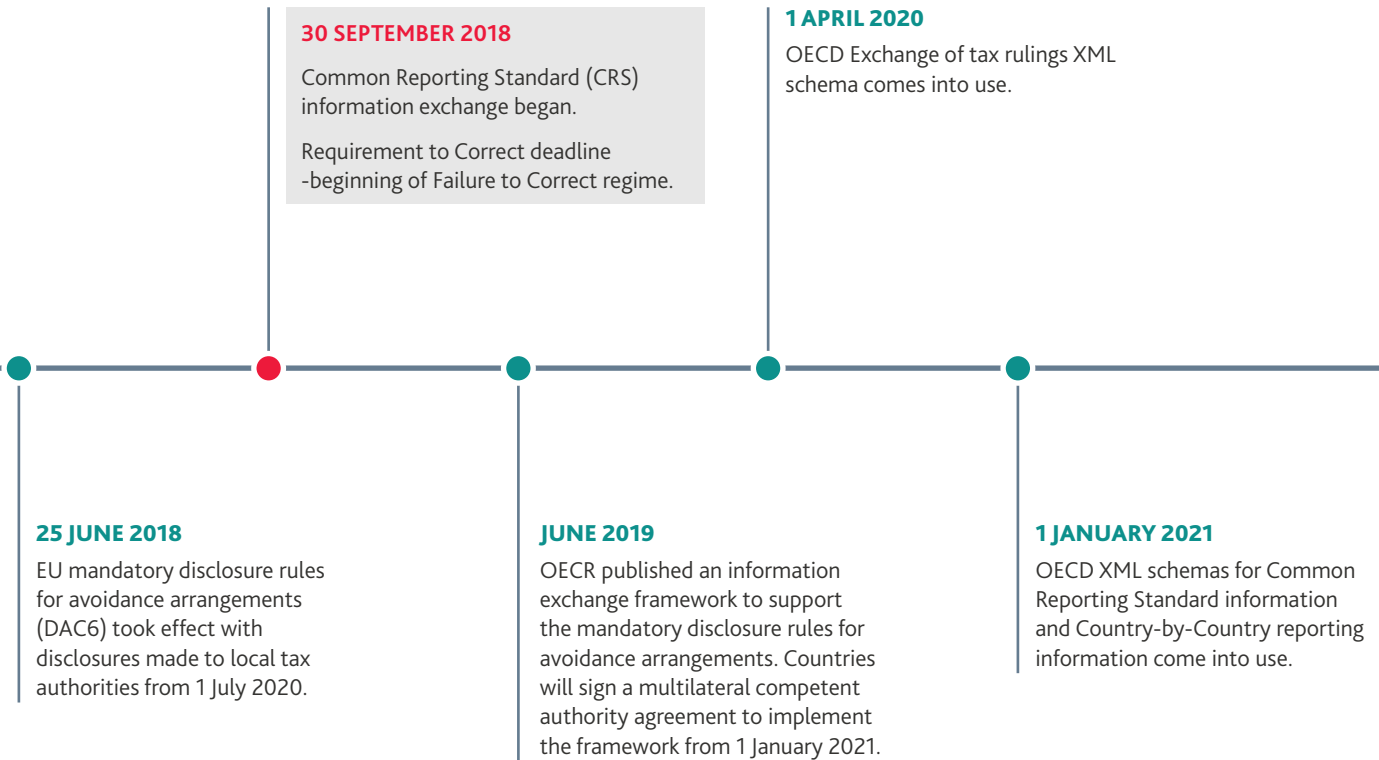 30 SEPTEMBER 2018
Common Reporting Standard (CRS)
information exchange began.
Requirement to Correct deadline
-beginning of Failure to Correct regime.
1 APRIL 2020
OECD Exchange of tax rulings XML
schema comes into use.
25 JUNE 2018
EU mandatory disclosure rules
for avoidance arrangements
(DAC6) took effect with
disclosures made to local tax
authorities from 1 July 2020.
JUNE 2019
OECR published an information
exchange framework to support
the mandatory disclosure rules for
avoidance arrangements. Countries
will sign a multilateral competent
authority agreement to implement
the framework from 1 January 2021.
1 JANUARY 2021
OECD XML schemas for Common
Reporting Standard information
and Country-by-Country reporting
information come into use.